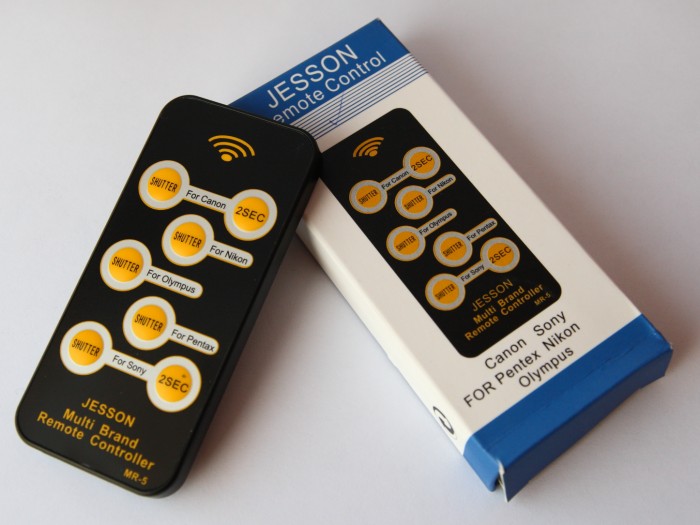 SHUTTER
For Canon
2SEC
SHUTTER
For Nikon
SHUTTER
For Olympus
SHUTTER
For Pentax
SHUTTER
For Sony
2SEC
JESSON
Multi Brand
Remote Controller
MR-5
JESSON
emote Control
SHUTTER
For Canon
2SEC
SHUTTER
For Nikon
SHUTTER
For Olympus
SHUTTER
For Pentax
SHUTTER
For Sony
2SEC
JESSON
Multi Brand
Remote Controller
MR-5
Canon Sony
FOR Pentex Nikon
Olympus